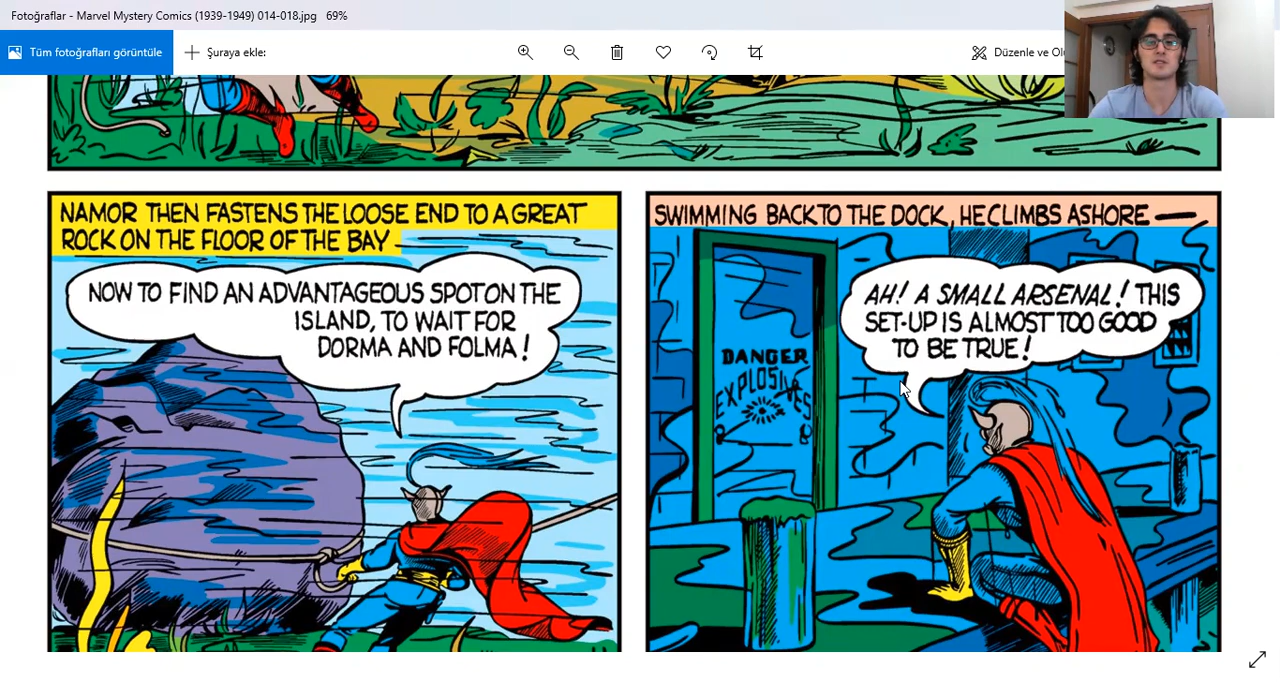 Fotoğraflar - Marvel Mystery Comics (1939-1949) 014-018.jpg 69%
Tüm fotoğrafları görüntüle
Şuraya ekle:
Düzenle ve
NAMOR THEN FASTENS THE LOOSE END TO A GREAT
ROCK ON THE FLOOR OF THE BAY
NOW TO FIND AN ADVANTAGEOUS SPOT ON THE
ISLAND, TO WAIT FOR
DORMA AND FOLMA!
SWIMMING BACK TO THE DOCK, HE CLIMBS ASHORE —
AH! A SMALL ARSENAL! THIS
SET-UP IS ALMOST TOO GOOD
TO BE TRUE!
DANGER
EXPLOSIVES